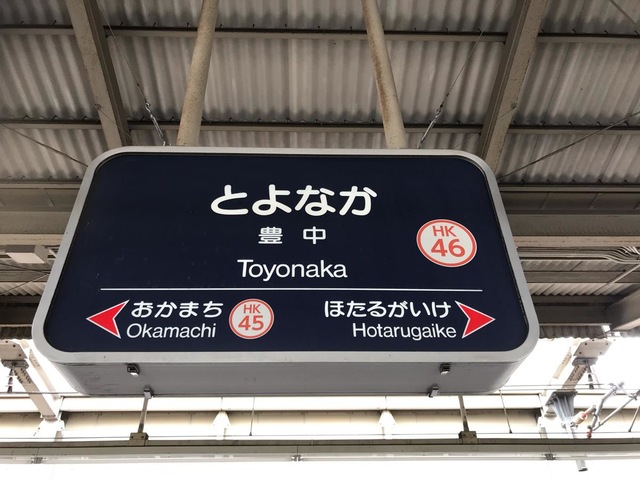 とよなか
豊中
Toyonaka
HK
46
おかまち
Okamachi
HK
45
ほたるがいけ
Hotarugaike